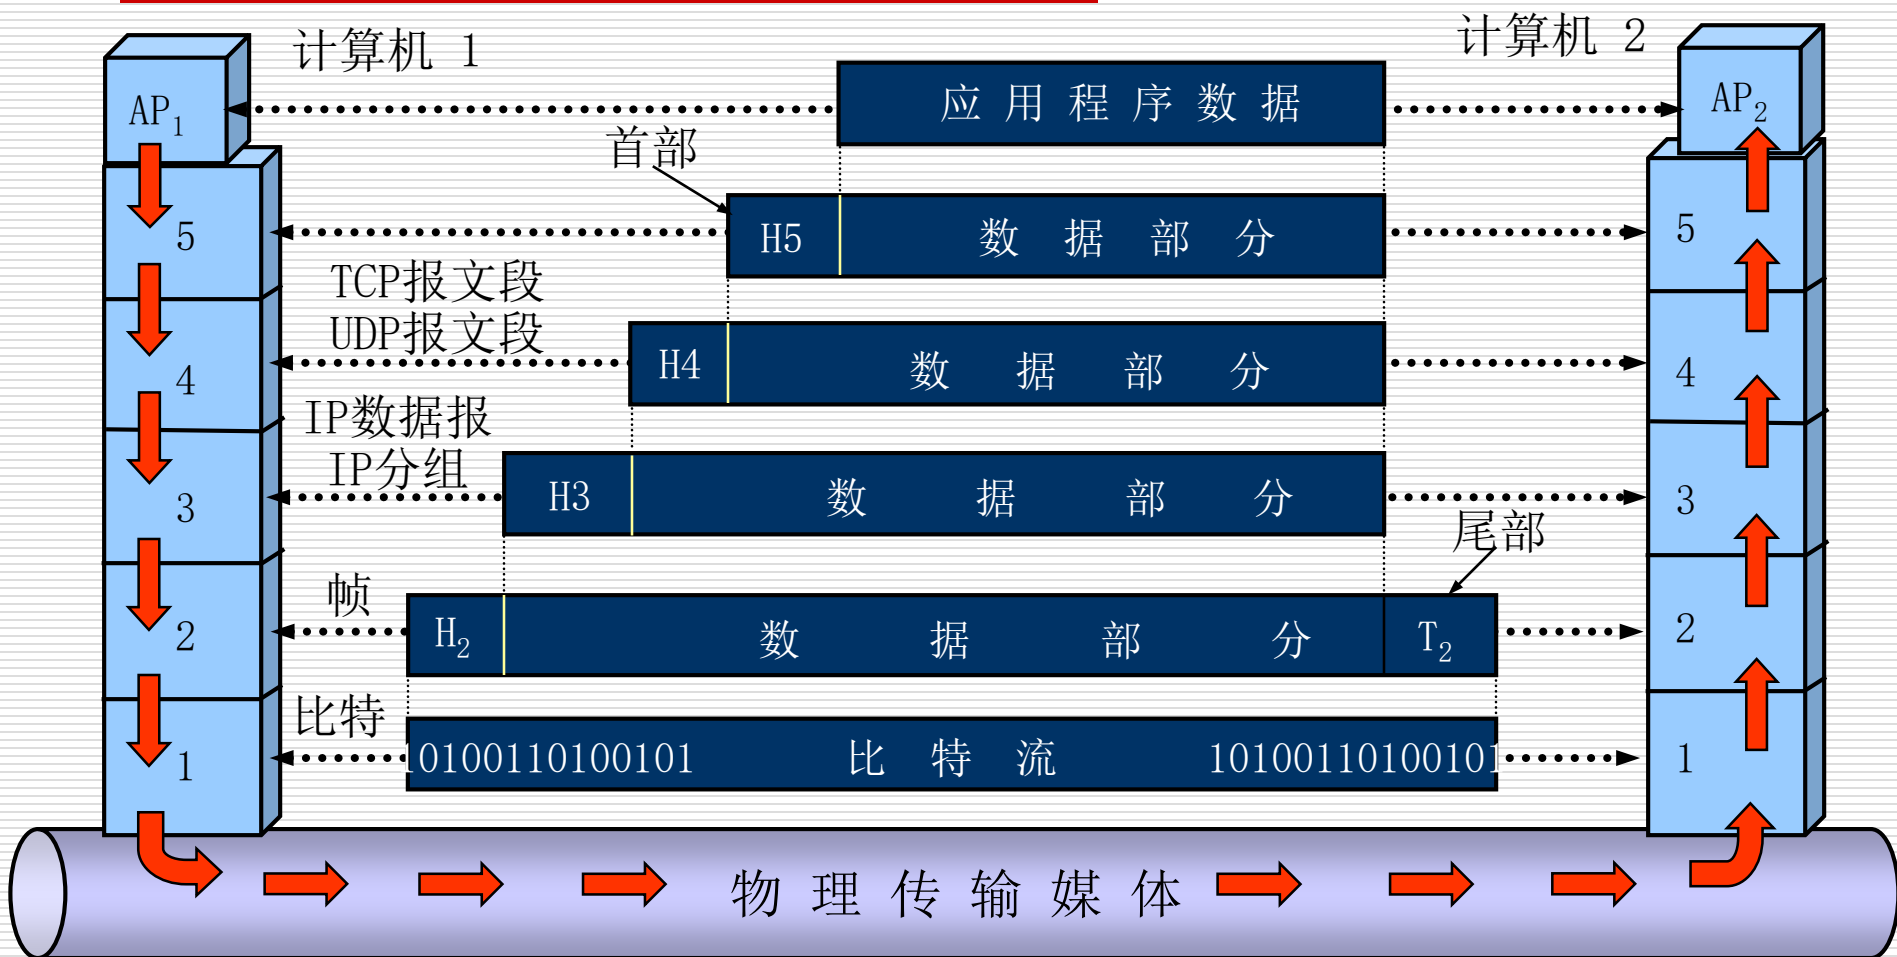 计算机 1
计算机 2
AP1
应用程序数据
AP2
首部
5
H5 数据部分
5
TCP报文段
UDP报文段
4
H4 数据部分
4
IP数据报
IP分组
3
H3 数据部分
3
尾部
帧
2
H2 数据部分 T2
2
比特
1
10100110100101 比特流 10100110100101
1
物理传输媒体